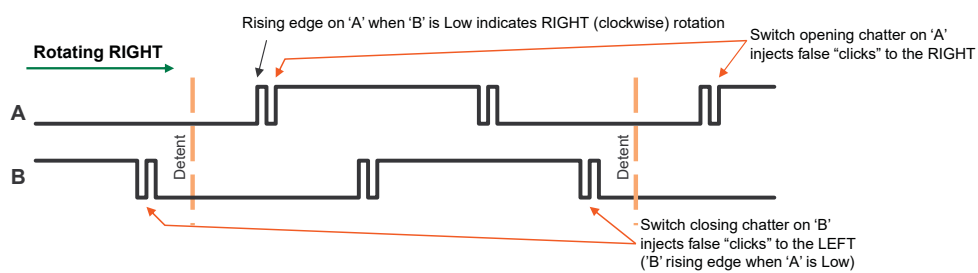 Rising edge on ‘A’ when ‘B’ is Low indicates RIGHT (clockwise) rotation
Rotating RIGHT
Switch opening chatter on ‘A’
injects false “clicks” to the RIGHT
A
Detent
Detent
B
Switch closing chatter on ‘B’
injects false “clicks” to the LEFT
(’B’ rising edge when ‘A’ is Low)